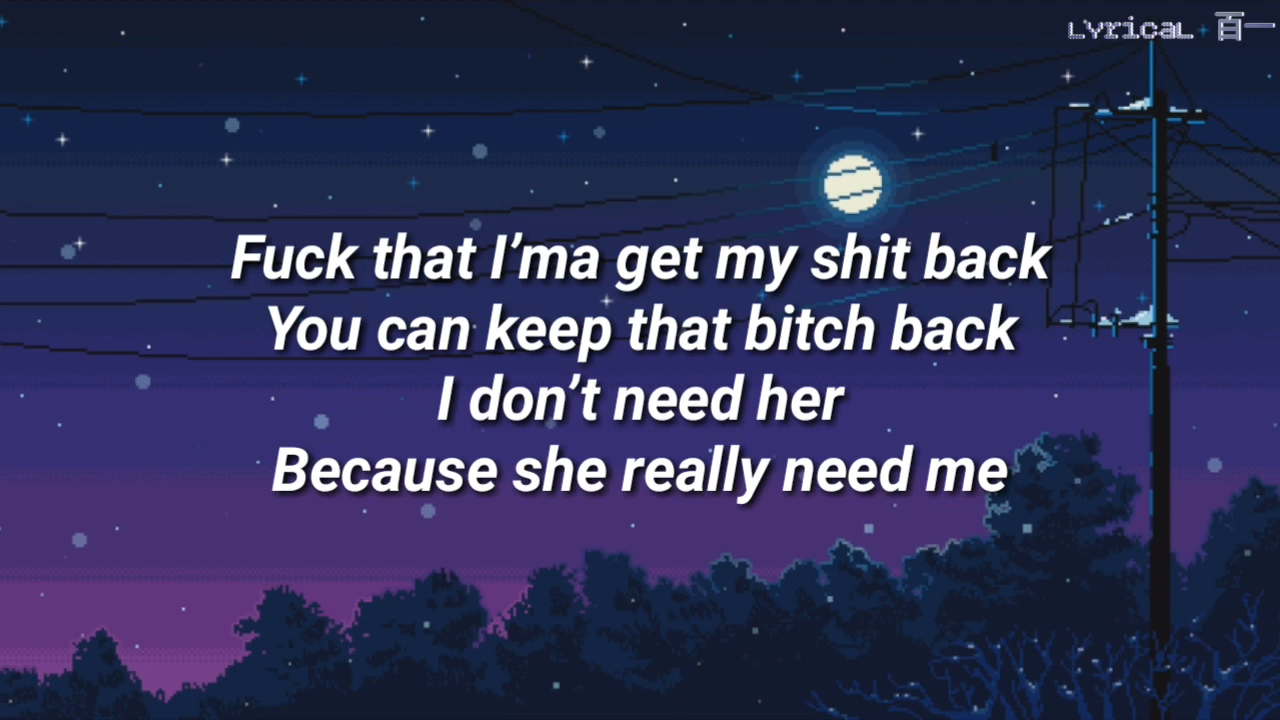 LYricaL 百一
Fuck that I’ma get my shit back
You can keep that bitch back
I don’t need her
Because she really need me